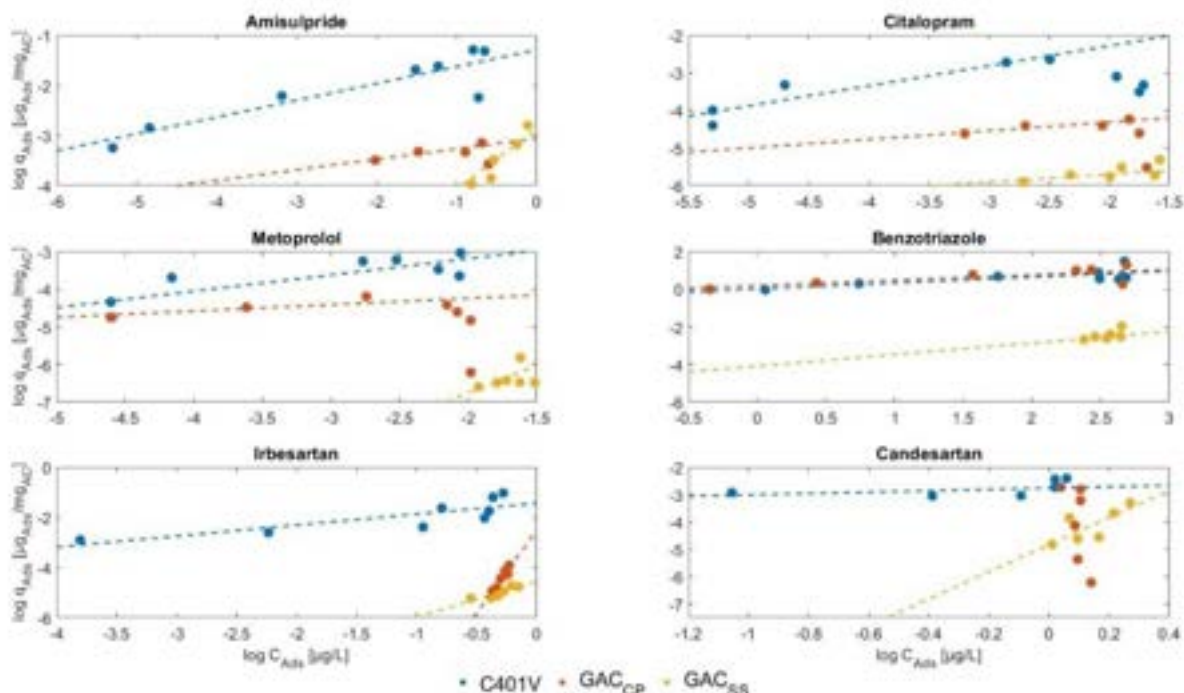 Amisulpride
Citalopram
log q_Ads [µg_Ads/mg_AC]
-1
-2
-3
-4
-6 -5 -4 -3 -2 -1 0
-2
-3
-4
-5
-6
-5.5 -5 -4.5 -4 -3.5 -3 -2.5 -2 -1.5
Metoprolol
Benzotriazole
log q_Ads [µg_Ads/mg_AC]
-3
-4
-5
-6
-7
-5 -4.5 -4 -3.5 -3 -2.5 -2 -1.5
2
0
-2
-4
-6
-0.5 0 0.5 1 1.5 2 2.5 3
Irbesartan
Candesartan
log q_Ads [µg_Ads/mg_AC]
0
-2
-4
-6
-4 -3.5 -3 -2.5 -2 -1.5 -1 -0.5 0
-2
-3
-4
-5
-6
-7
-1.2 -1 -0.8 -0.6 -0.4 -0.2 0 0.2 0.4
log C_Ads [µg/L]
log C_Ads [µg/L]
C401V GAC_CP GAC_SS